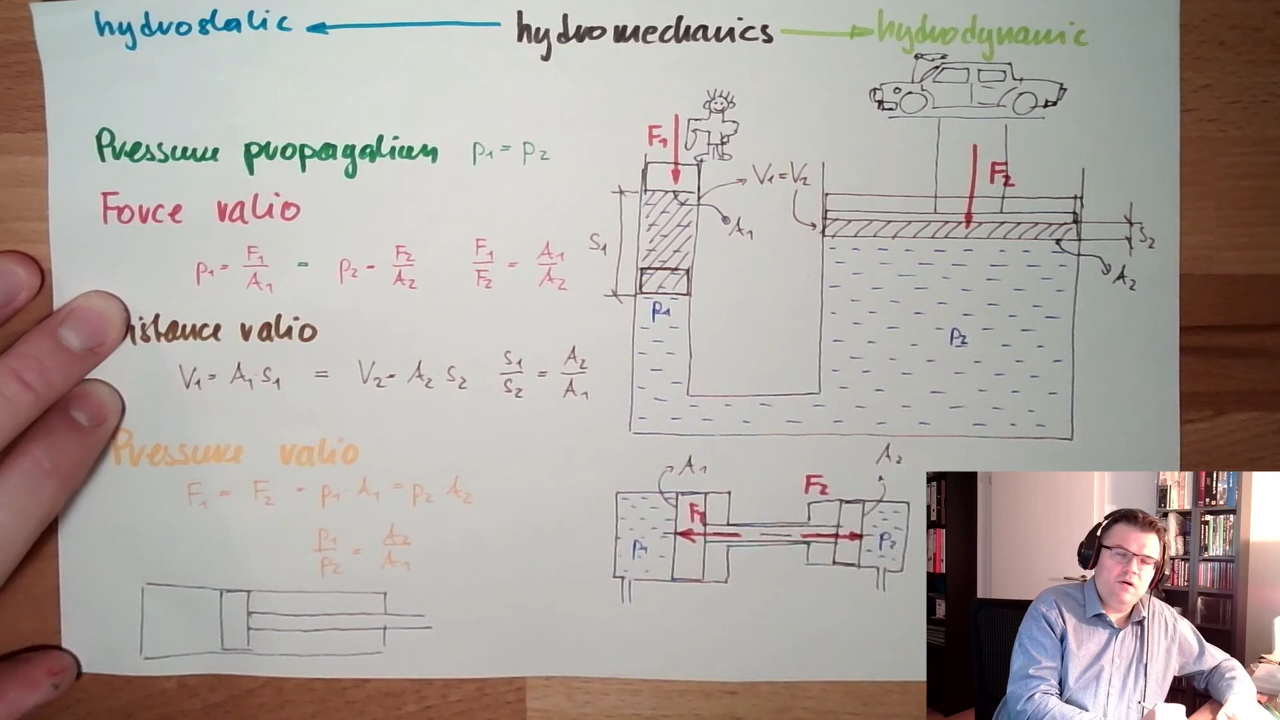 hydrostatic ← hydromechanics → hydrodynamic
Pressure propagation p₁ = p₂
Force ratio
p₁ = F₁/A₁ = p₂ = F₂/A₂ F₁/F₂ = A₁/A₂
Distance ratio
V₁ = A₁ s₁ = V₂ = A₂ s₂ s₁/s₂ = A₂/A₁
Pressure ratio
F₁ = F₂ = p₁ A₁ = p₂ A₂
p₁/p₂ = A₂/A₁
F₁
V₁=V₂
F₂
A₁
S₁
S₂
A₂
p₁
p₂
A₁
A₂
F₁
F₂
p₁
p₂